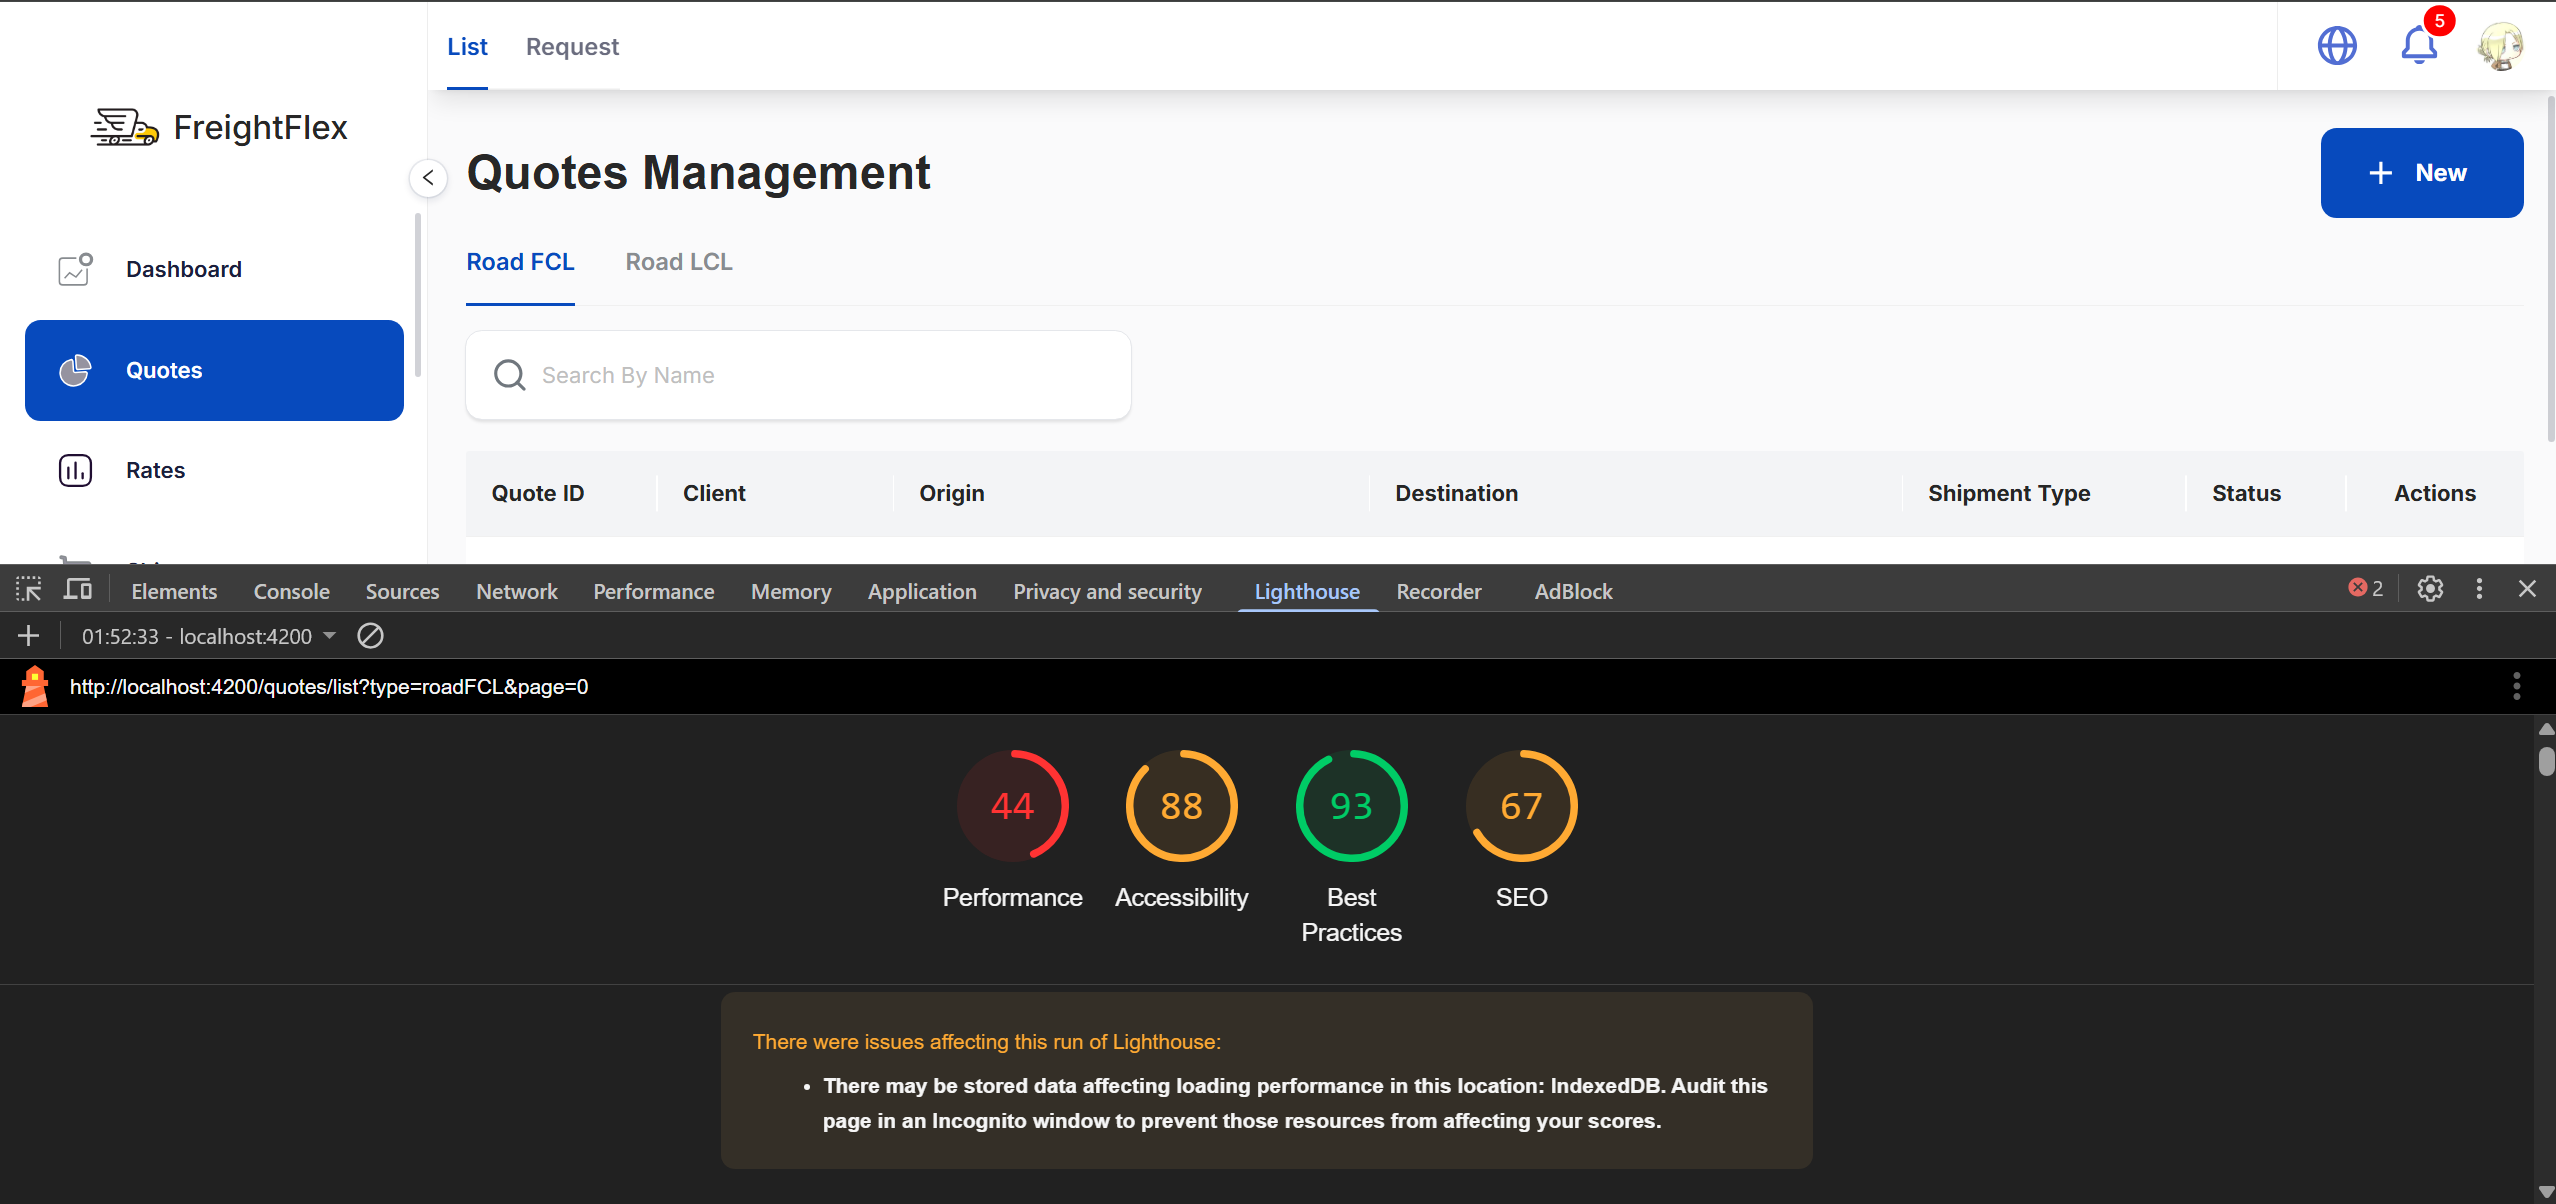 List
Request
5
FreightFlex
Quotes Management
New
Dashboard
Road FCL
Road LCL
Quotes
Search By Name
Rates
Quote ID
Client
Origin
Destination
Shipment Type
Status
Actions
Elements
Console
Sources
Network
Performance
Memory
Application
Privacy and security
Lighthouse
Recorder
AdBlock
2
01:52:33 - localhost:4200
http://localhost:4200/quotes/list?type=roadFCL&page=0
44
88
93
67
Performance
Accessibility
Best
Practices
SEO
There were issues affecting this run of Lighthouse:
• There may be stored data affecting loading performance in this location: IndexedDB. Audit this
page in an Incognito window to prevent those resources from affecting your scores.